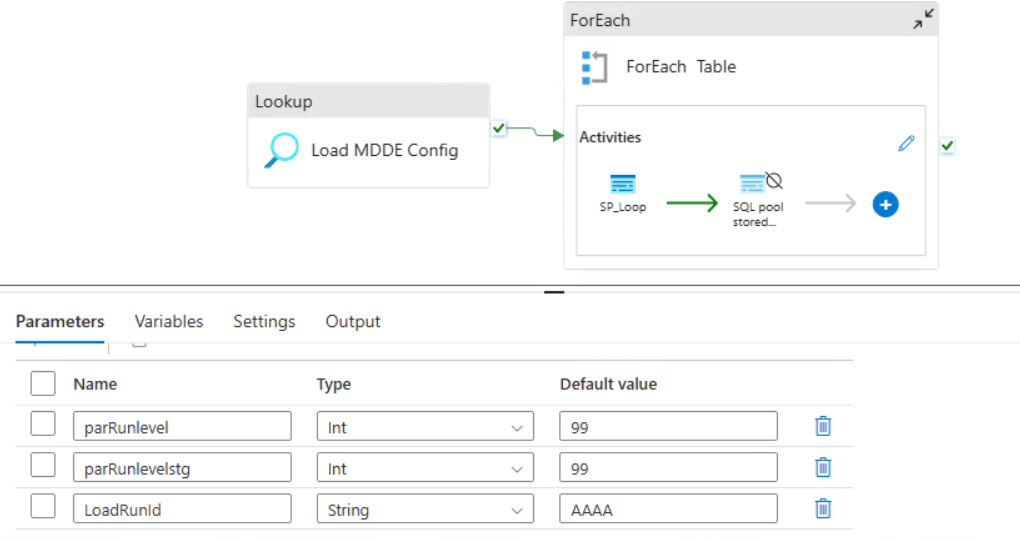 ForEach
ForEach Table
Lookup
Load MDDE Config
Activities
SP_Loop
SQL pool
stored...
Parameters Variables Settings Output
Name Type Default value
parRunlevel Int 99
parRunlevelstg Int 99
LoadRunId String AAAA